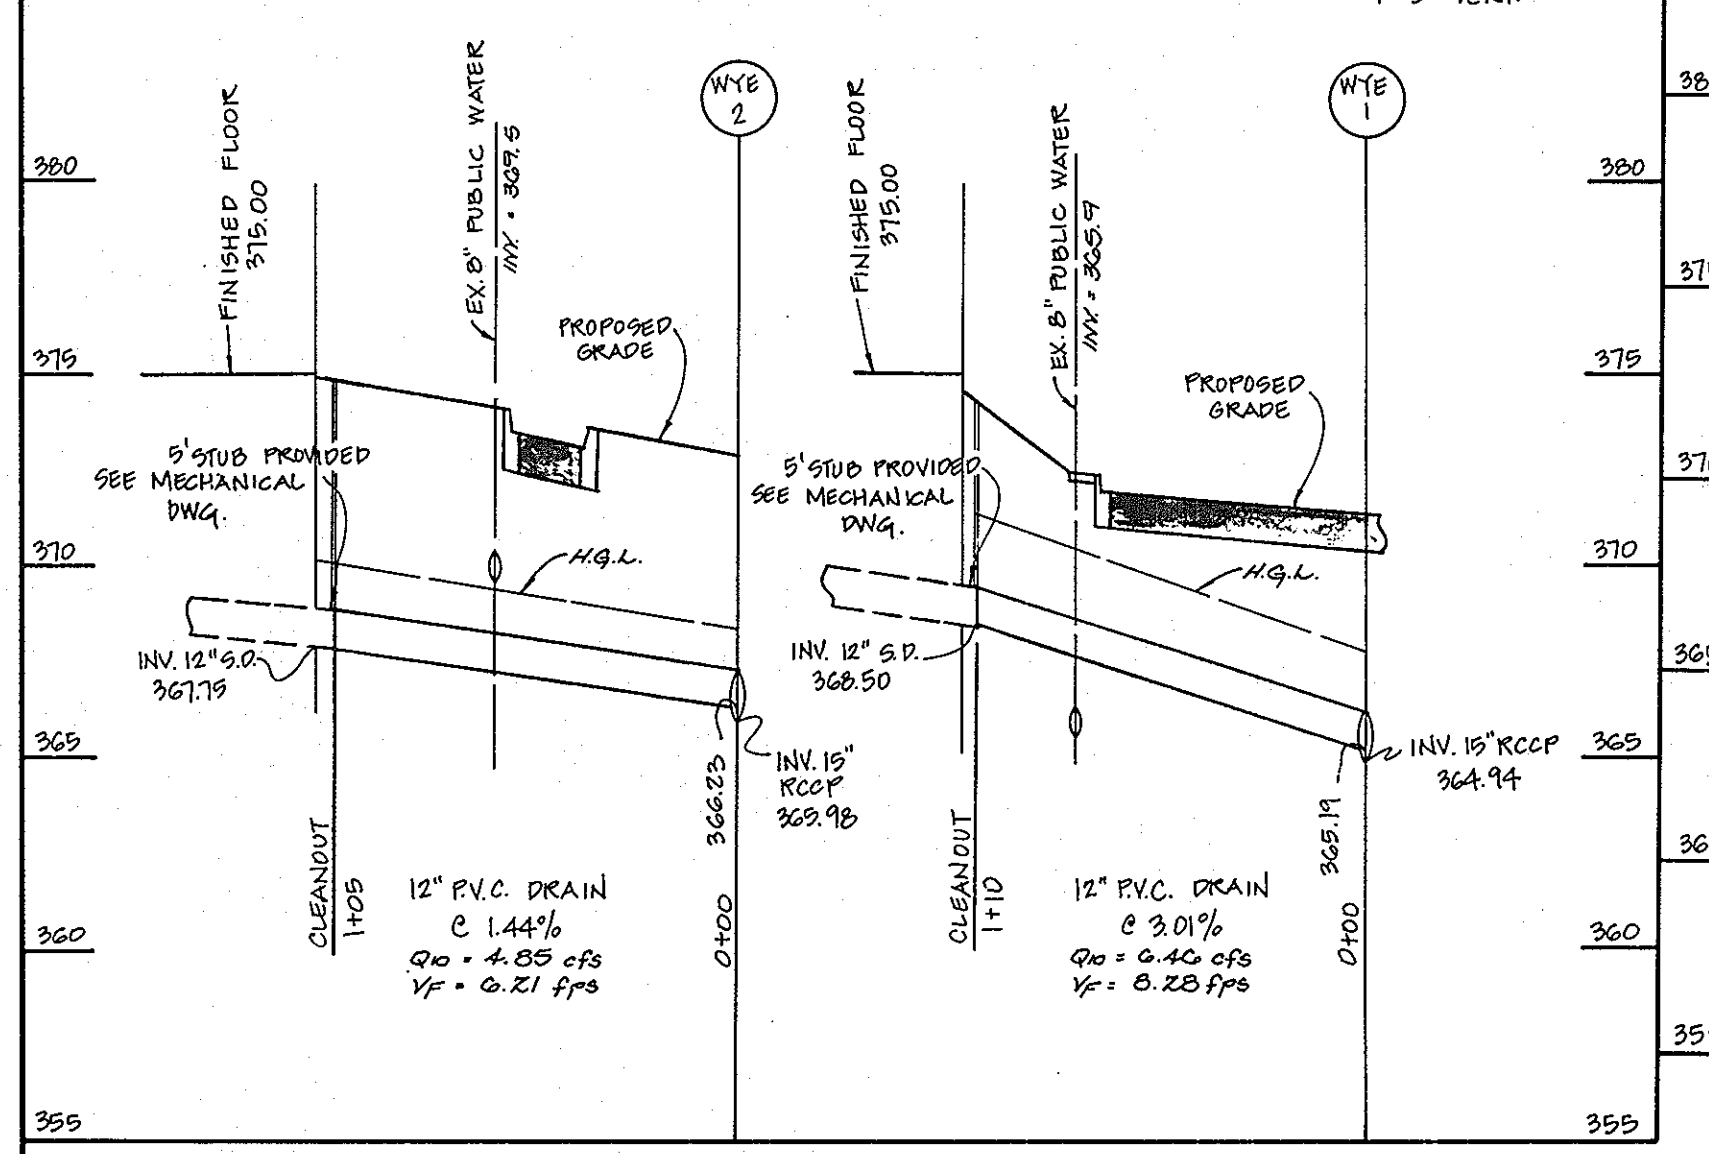 WYE
2
WYE
1
FINISHED FLOOR
375.00
EX. 8" PUBLIC WATER
INV. = 369.5
FINISHED FLOOR
375.00
EX. 8" PUBLIC WATER
INV. = 365.9
380
380
375
375
PROPOSED
GRADE
PROPOSED
GRADE
5' STUB PROVIDED
SEE MECHANICAL
DWG.
5' STUB PROVIDED
SEE MECHANICAL
DWG.
370
370
H.G.L.
H.G.L.
INV. 12" S.D.
367.75
INV. 12" S.D.
368.50
365
365
366.23
INV. 15"
RCCP
365.98
365.19
INV. 15" RCCP
364.94
CLEANOUT
1+05
12" P.V.C. DRAIN
@ 1.44%
Q10 = 4.85 cfs
VF = 6.21 fps
0+00
CLEANOUT
1+10
12" P.V.C. DRAIN
@ 3.01%
Q10 = 6.46 cfs
VF = 8.28 fps
0+00
360
360
355
355